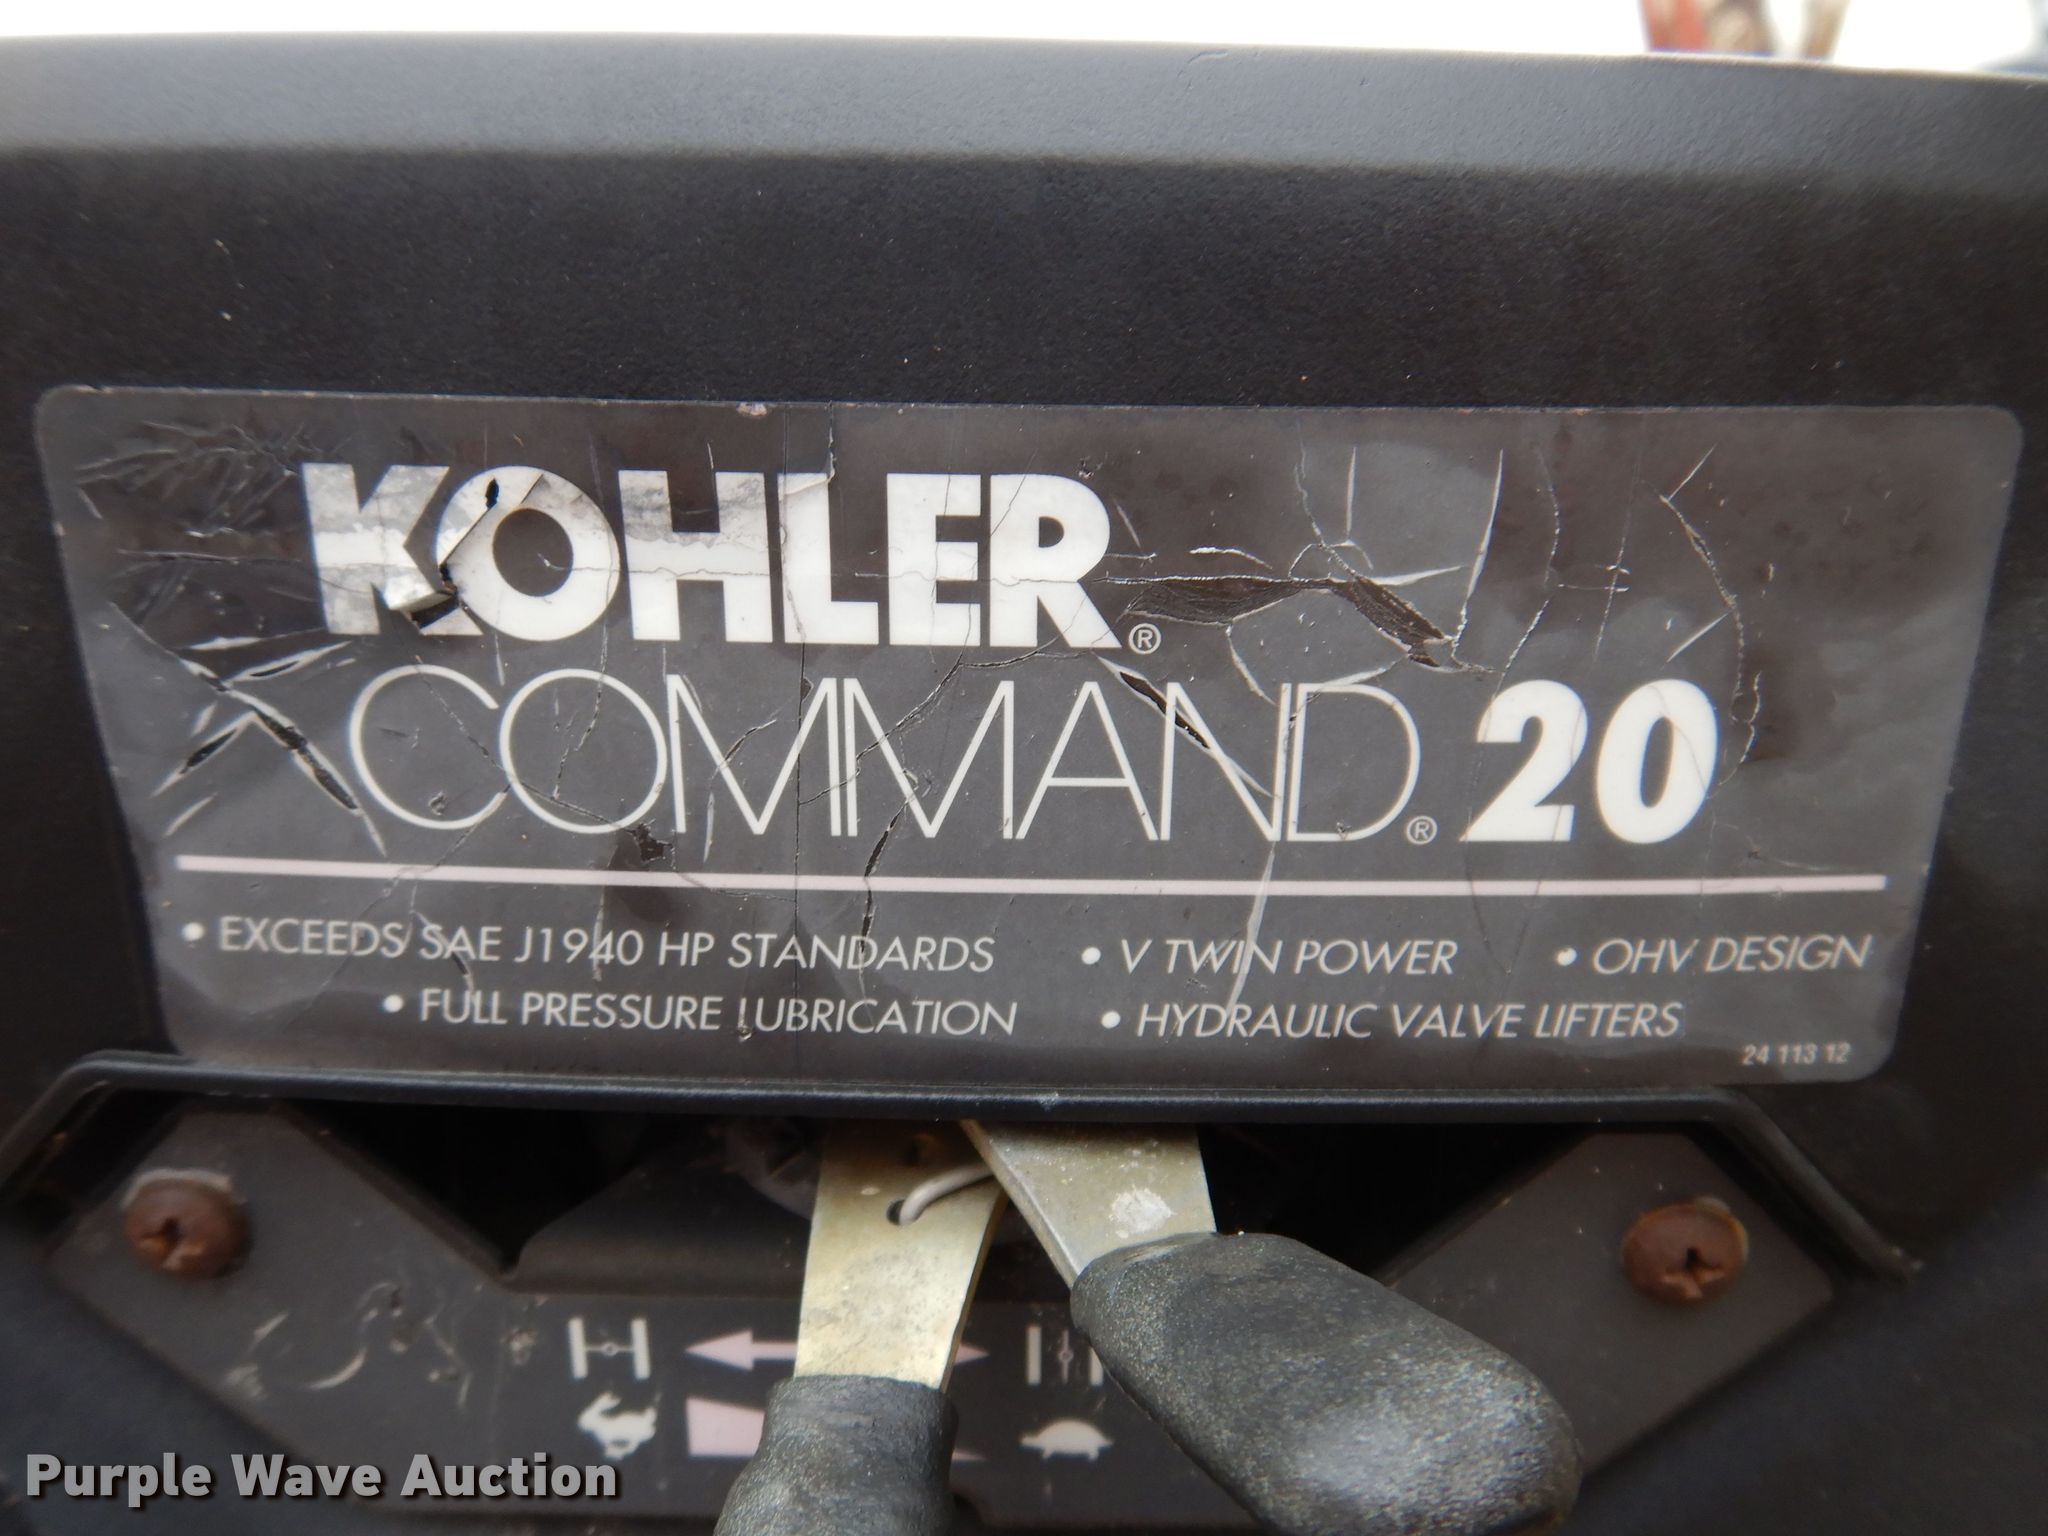 KOHLER®
COMMAND® 20
• EXCEEDS SAE J1940 HP STANDARDS • V TWIN POWER • OHV DESIGN
• FULL PRESSURE LUBRICATION • HYDRAULIC VALVE LIFTERS
24 113 12
Purple Wave Auction